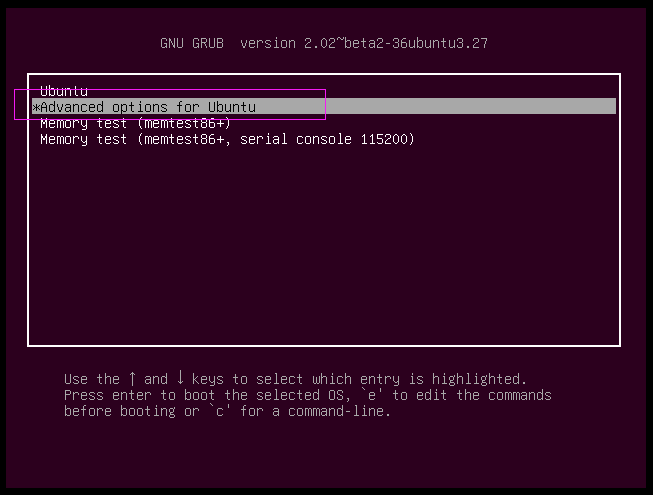 GNU GRUB  version 2.02~beta2-36ubuntu3.27
Ubuntu
*Advanced options for Ubuntu
Memory test (memtest86+)
Memory test (memtest86+, serial console 115200)
Use the ↑ and ↓ keys to select which entry is highlighted.
Press enter to boot the selected OS, `e' to edit the commands
before booting or `c' for a command-line.